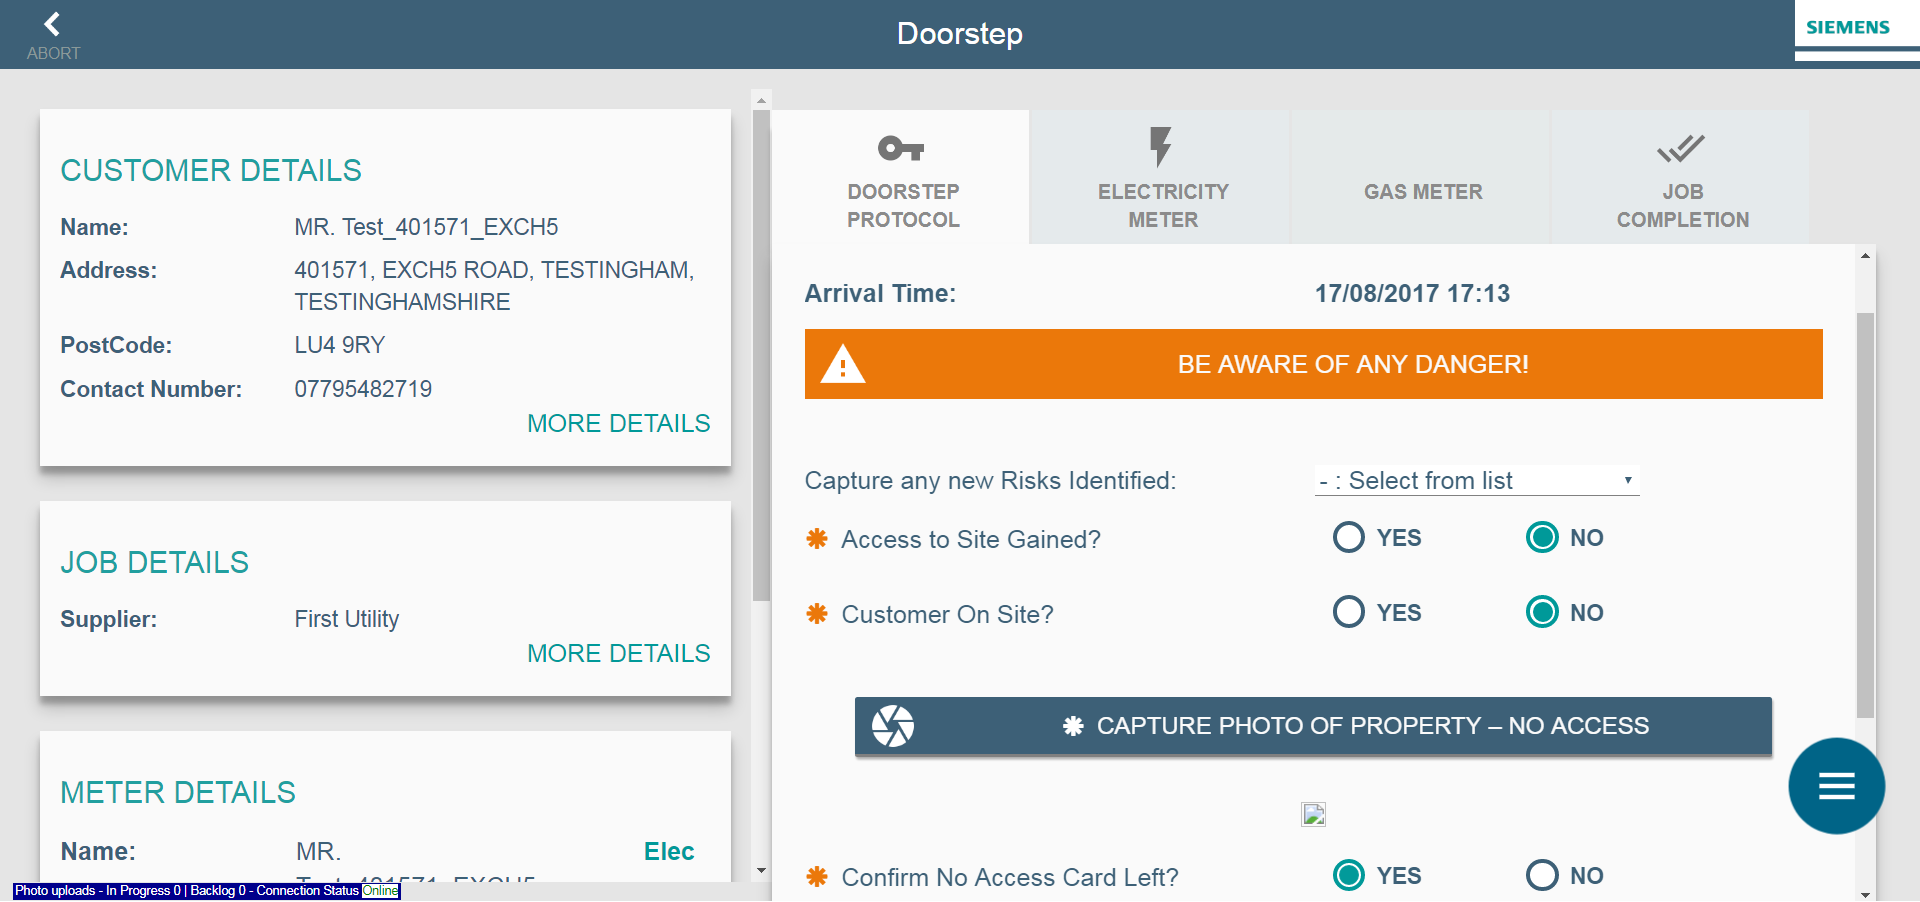 ABORT
Doorstep
SIEMENS
CUSTOMER DETAILS
Name: MR. Test_401571_EXCH5
Address: 401571, EXCH5 ROAD, TESTINGHAM,
TESTINGHAMSHIRE
PostCode: LU4 9RY
Contact Number: 07795482719
MORE DETAILS
JOB DETAILS
Supplier: First Utility
MORE DETAILS
METER DETAILS
Name: MR. Elec
Test_401571_EXCH5
Photo uploads - In Progress 0 | Backlog 0 - Connection Status Online
DOORSTEP
PROTOCOL
ELECTRICITY
METER
GAS METER
JOB
COMPLETION
Arrival Time: 17/08/2017 17:13
BE AWARE OF ANY DANGER!
Capture any new Risks Identified: - : Select from list
✱ Access to Site Gained? YES NO
✱ Customer On Site? YES NO
✱ CAPTURE PHOTO OF PROPERTY – NO ACCESS
✱ Confirm No Access Card Left? YES NO